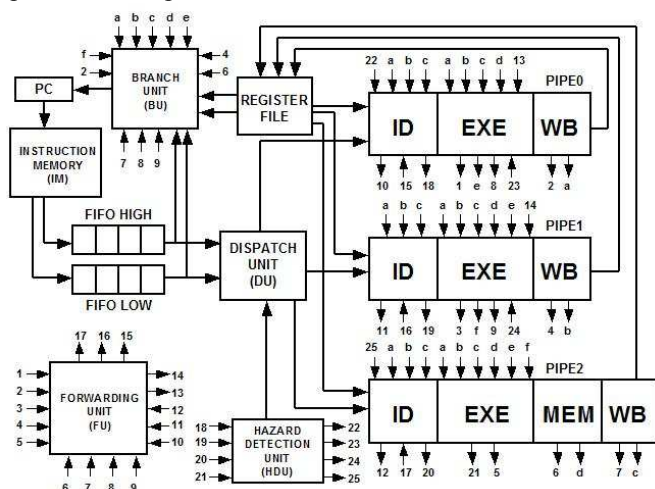 a b c d e
f
2
4
6
BRANCH
UNIT
(BU)
7 8 9
PC
INSTRUCTION
MEMORY
(IM)
REGISTER
FILE
FIFO HIGH
FIFO LOW
DISPATCH
UNIT
(DU)
22 a b c a b c d 13
PIPE0
ID EXE WB
10 15 18 1 e 8 23 2 a
a b c a b c d e 14
PIPE1
ID EXE WB
11 16 19 3 f 9 24 4 b
25 a b c a b c d e f
PIPE2
ID EXE MEM WB
12 17 20 21 5 6 d 7 c
17 16 15
1
2
3
4
5
FORWARDING
UNIT
(FU)
14
13
12
11
10
6 7 8 9
18
19
20
21
HAZARD
DETECTION
UNIT
(HDU)
22
23
24
25